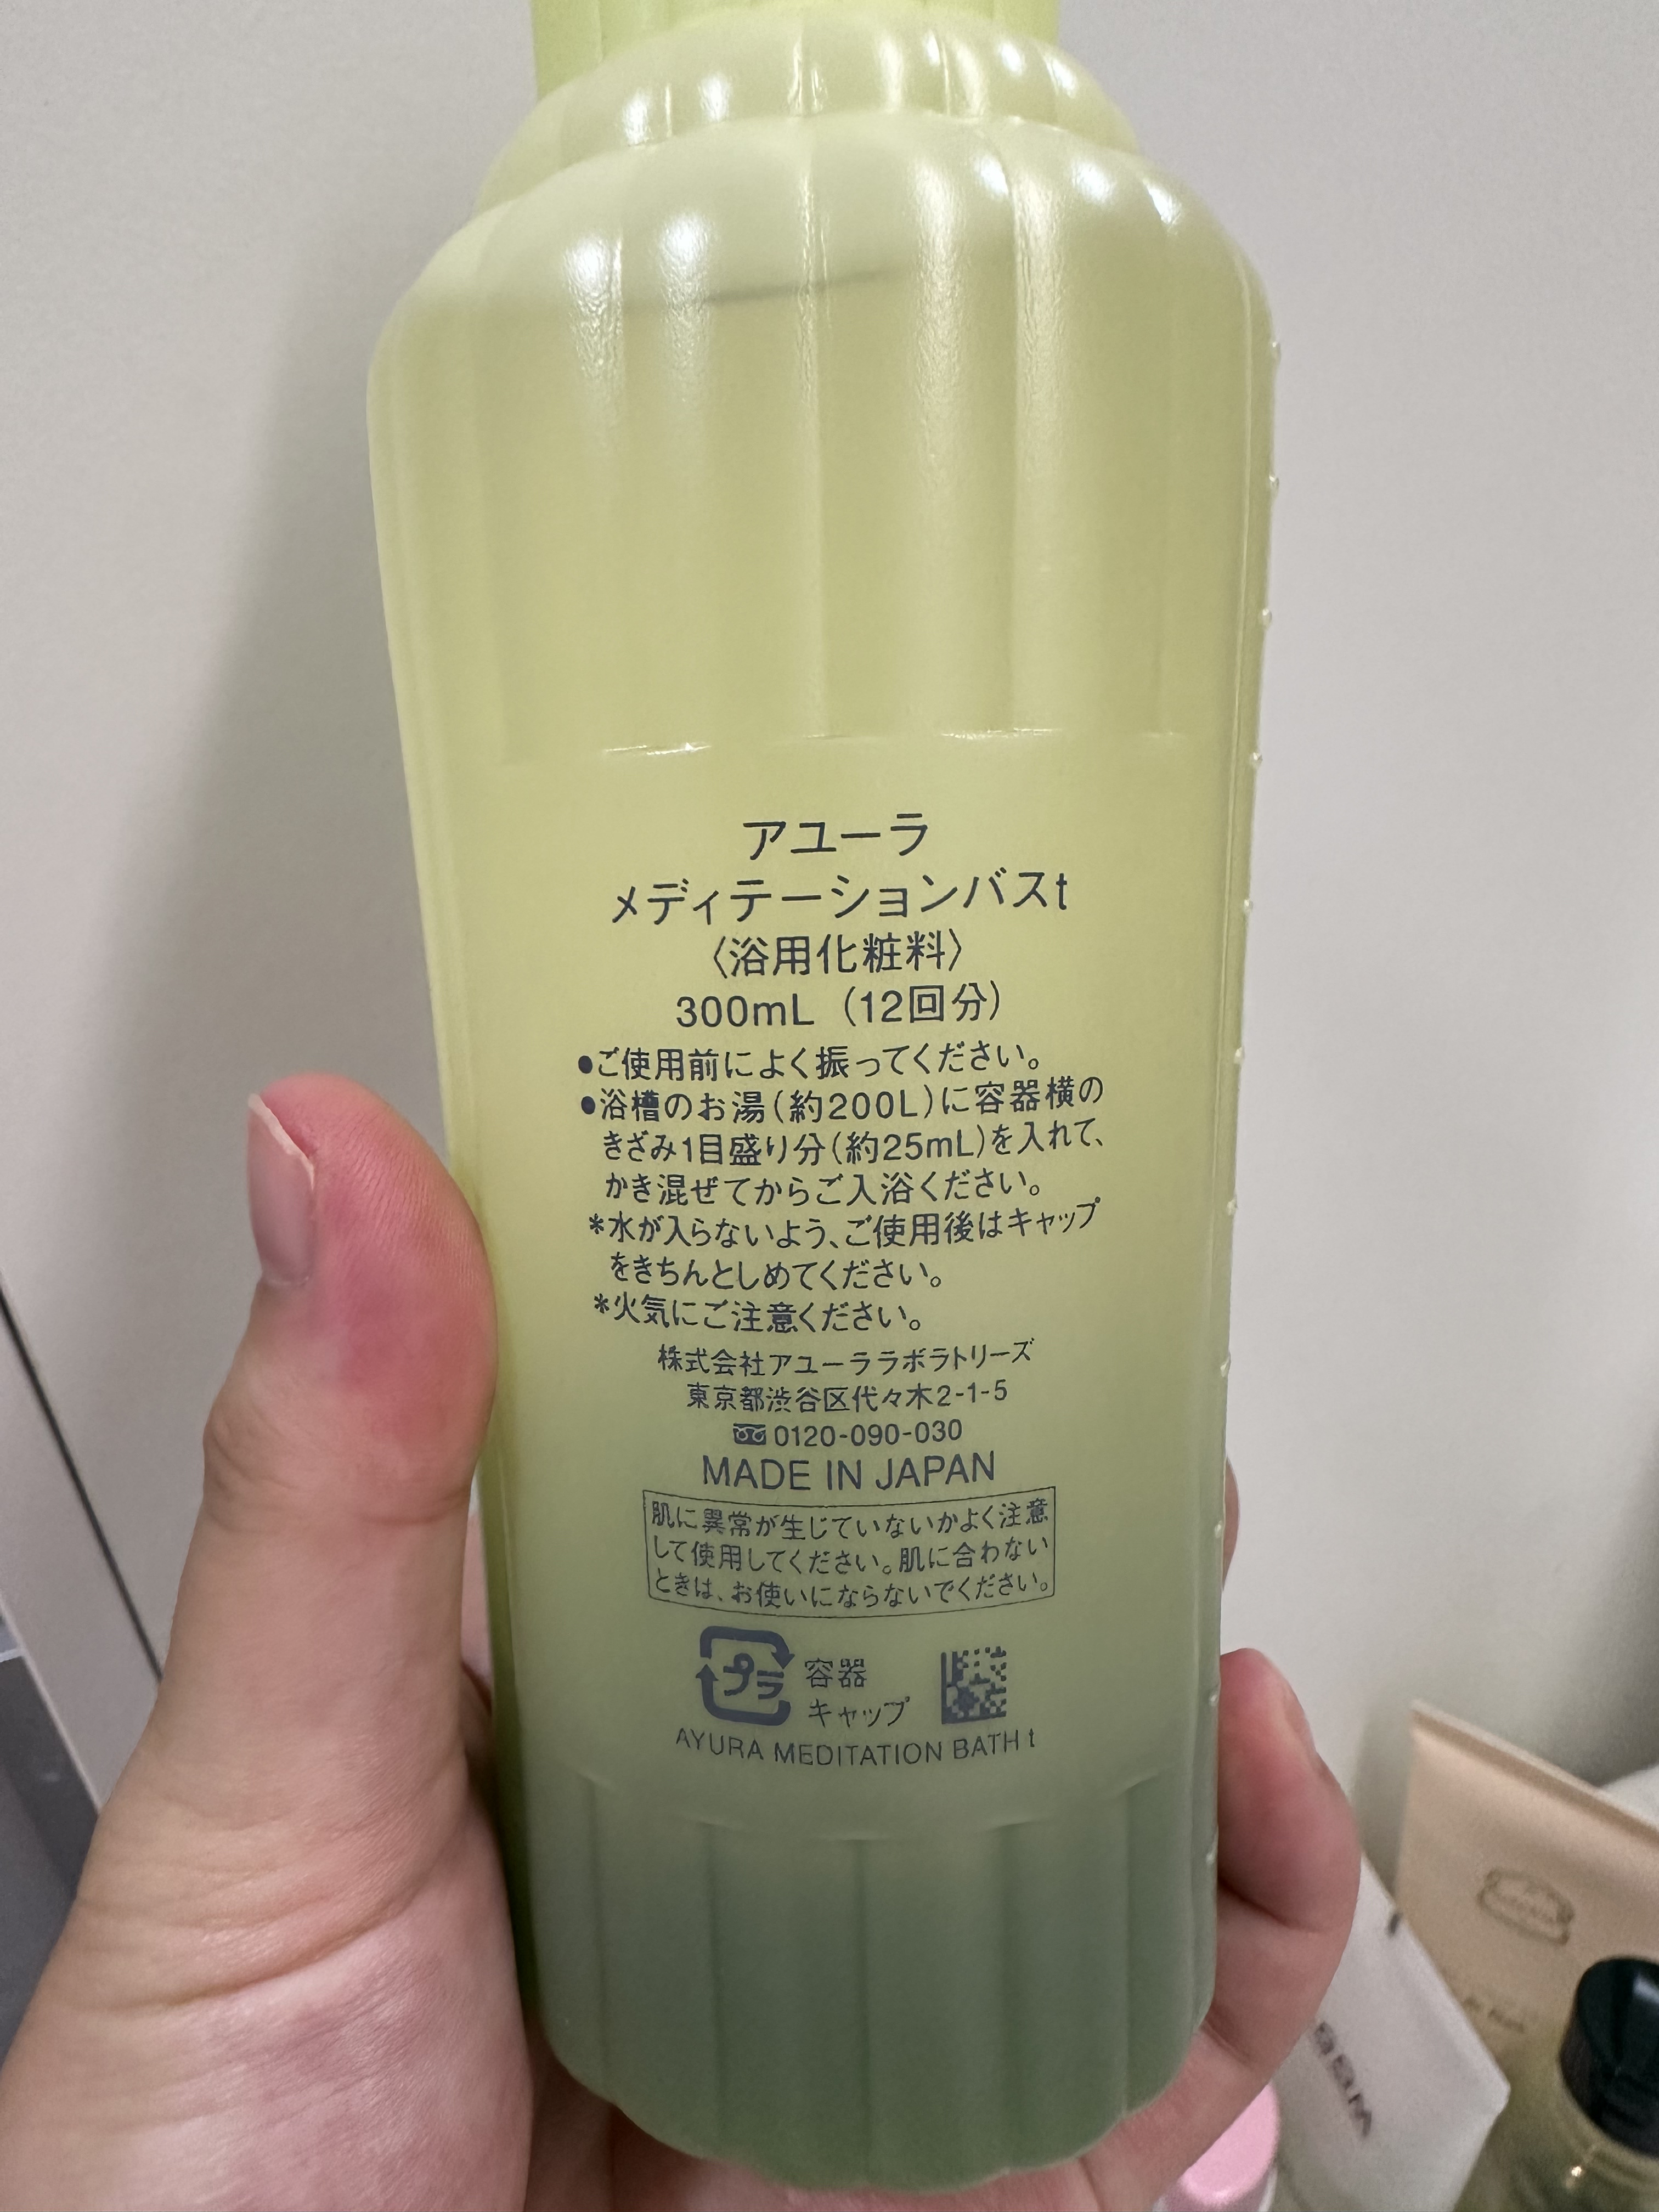 アユーラ
メディテーションバスt
〈浴用化粧料〉
300mL（12回分）
●ご使用前によく振ってください。
●浴槽のお湯（約200L）に容器横の
きざみ1目盛り分（約25mL）を入れて、
かき混ぜてからご入浴ください。
*水が入らないよう、ご使用後はキャップ
をきちんとしめてください。
*火気にご注意ください。
株式会社アユーララボラトリーズ
東京都渋谷区代々木2-1-5
0120-090-030
MADE IN JAPAN
肌に異常が生じていないかよく注意
して使用してください。肌に合わない
ときは、お使いにならないでください。
プラ 容器
キャップ
AYURA MEDITATION BATH t